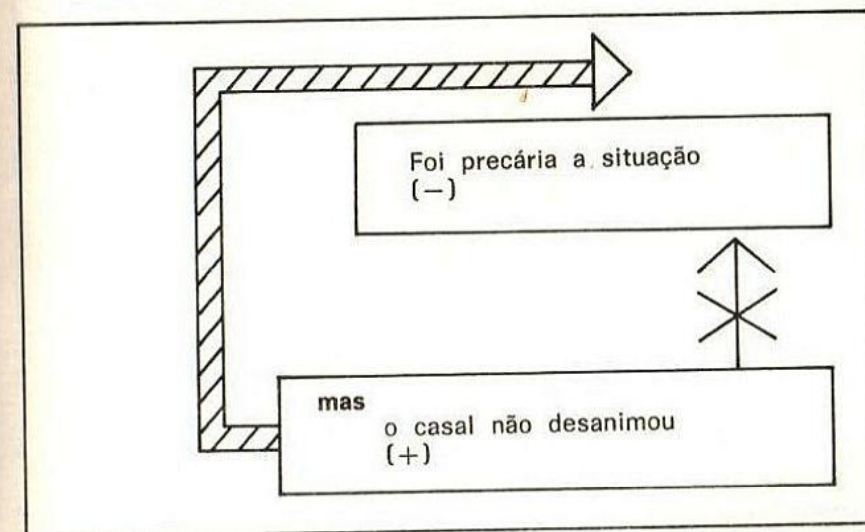 Foi precária a situação
(—)
mas
o casal não desanimou
(+)